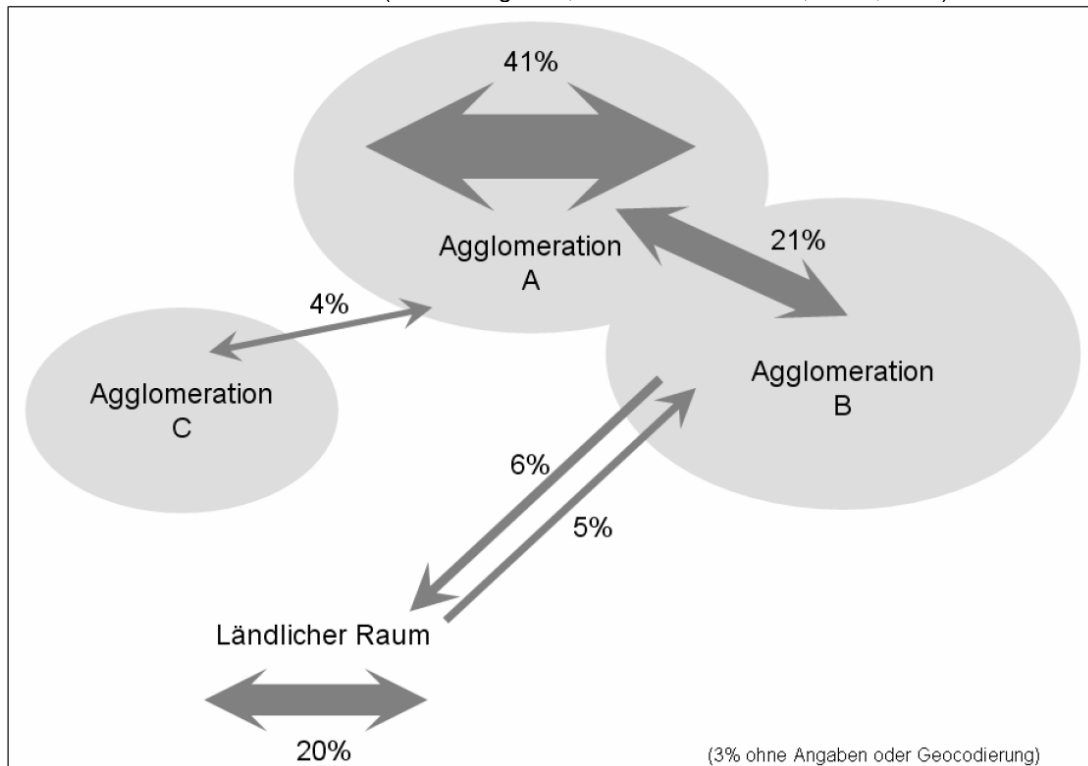 41%
Agglomeration
A
21%
4%
Agglomeration
C
Agglomeration
B
6%
5%
Ländlicher Raum
20%
(3% ohne Angaben oder Geocodierung)